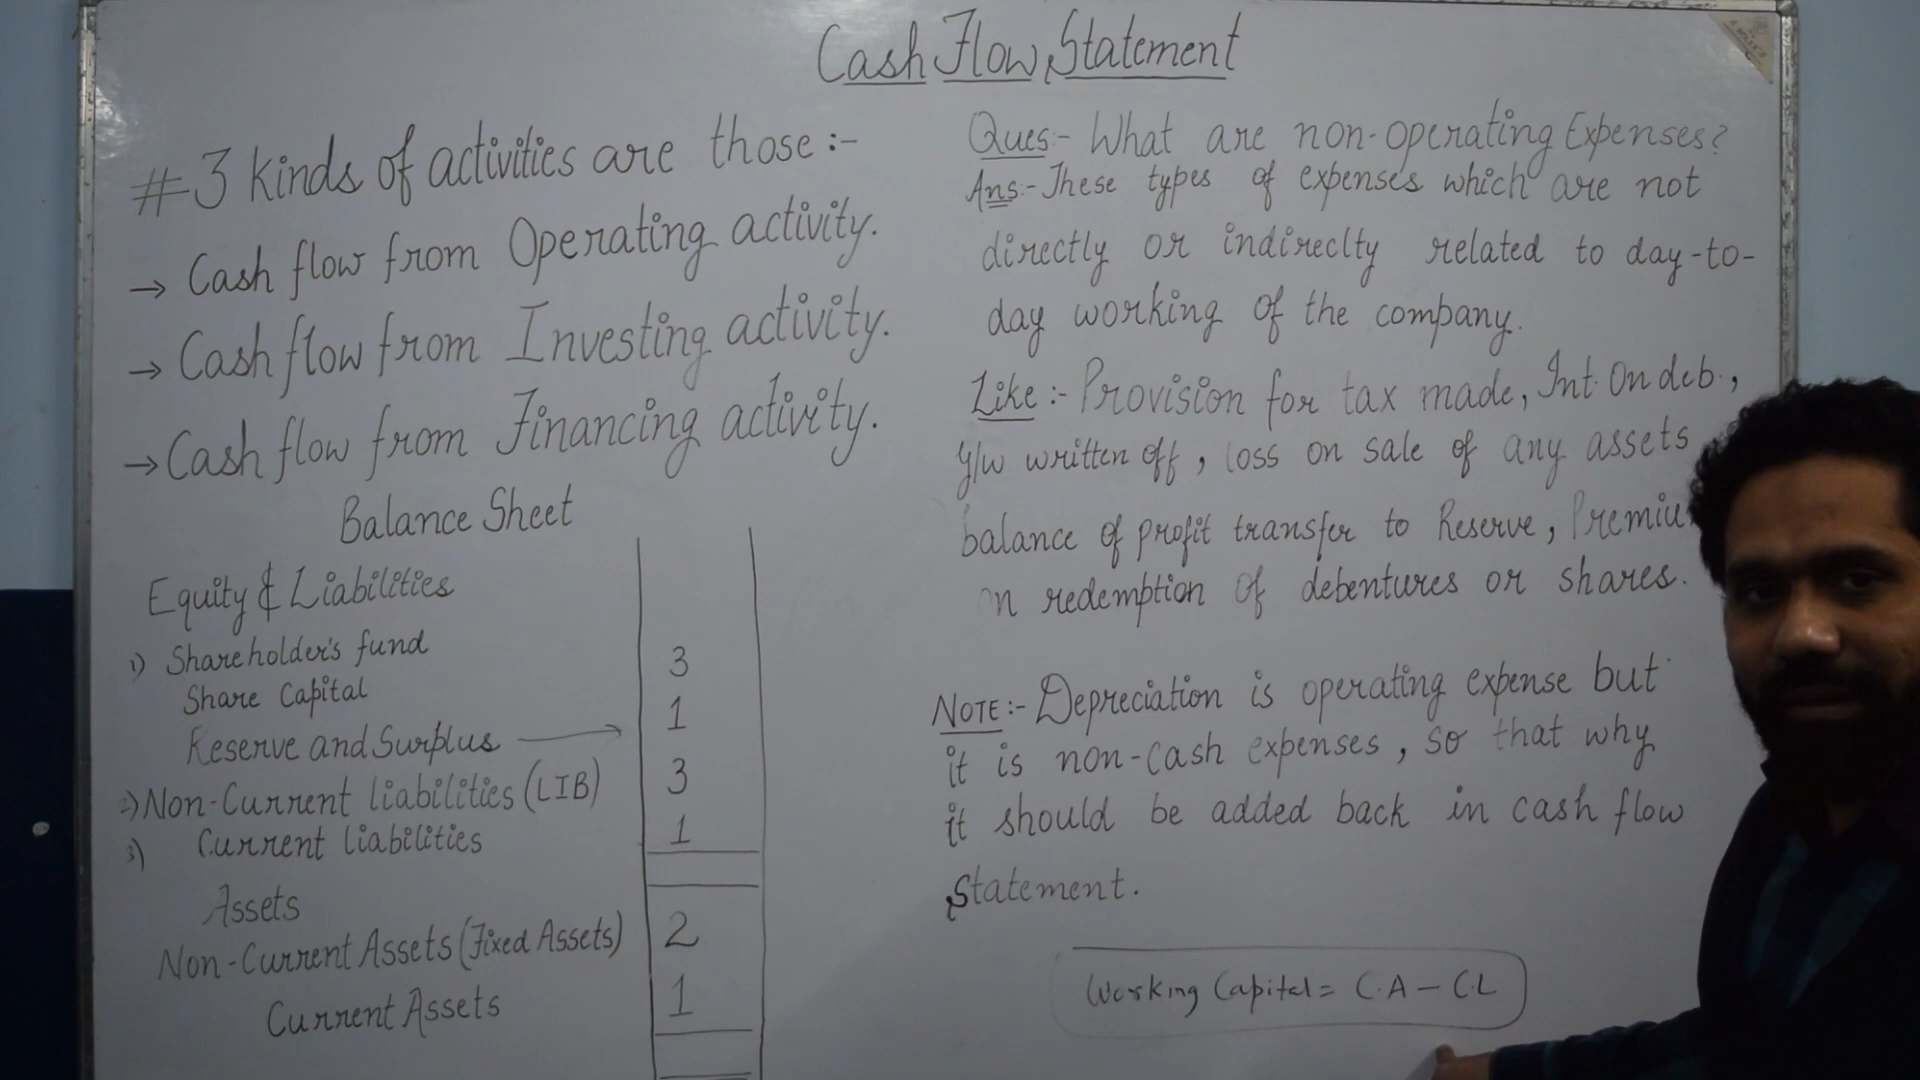 Cash Flow Statement
# 3 kinds of activities are those :-
→ Cash flow from Operating activity.
→ Cash flow from Investing activity.
→ Cash flow from Financing activity.
Balance Sheet
Equity & Liabilities
1) Shareholder's fund
Share Capital 3
Reserve and Surplus → 1
2) Non-Current liabilities (LIB) 3
3) Current liabilities 1
Assets
Non-Current Assets (Fixed Assets) 2
Current Assets 1
Ques:- What are non-operating Expenses?
Ans:- These types of expenses which are not
directly or indireclty related to day-to-
day working of the company.
Like :- Provision for tax made, Int. On deb.,
g/w written off, loss on sale of any assets
balance of profit transfer to Reserve, Premiu
n redemption of debentures or shares.
NOTE :- Depreciation is operating expense but
it is non-cash expenses, so that why
it should be added back in cash flow
statement.
Working Capital = C.A - C.L